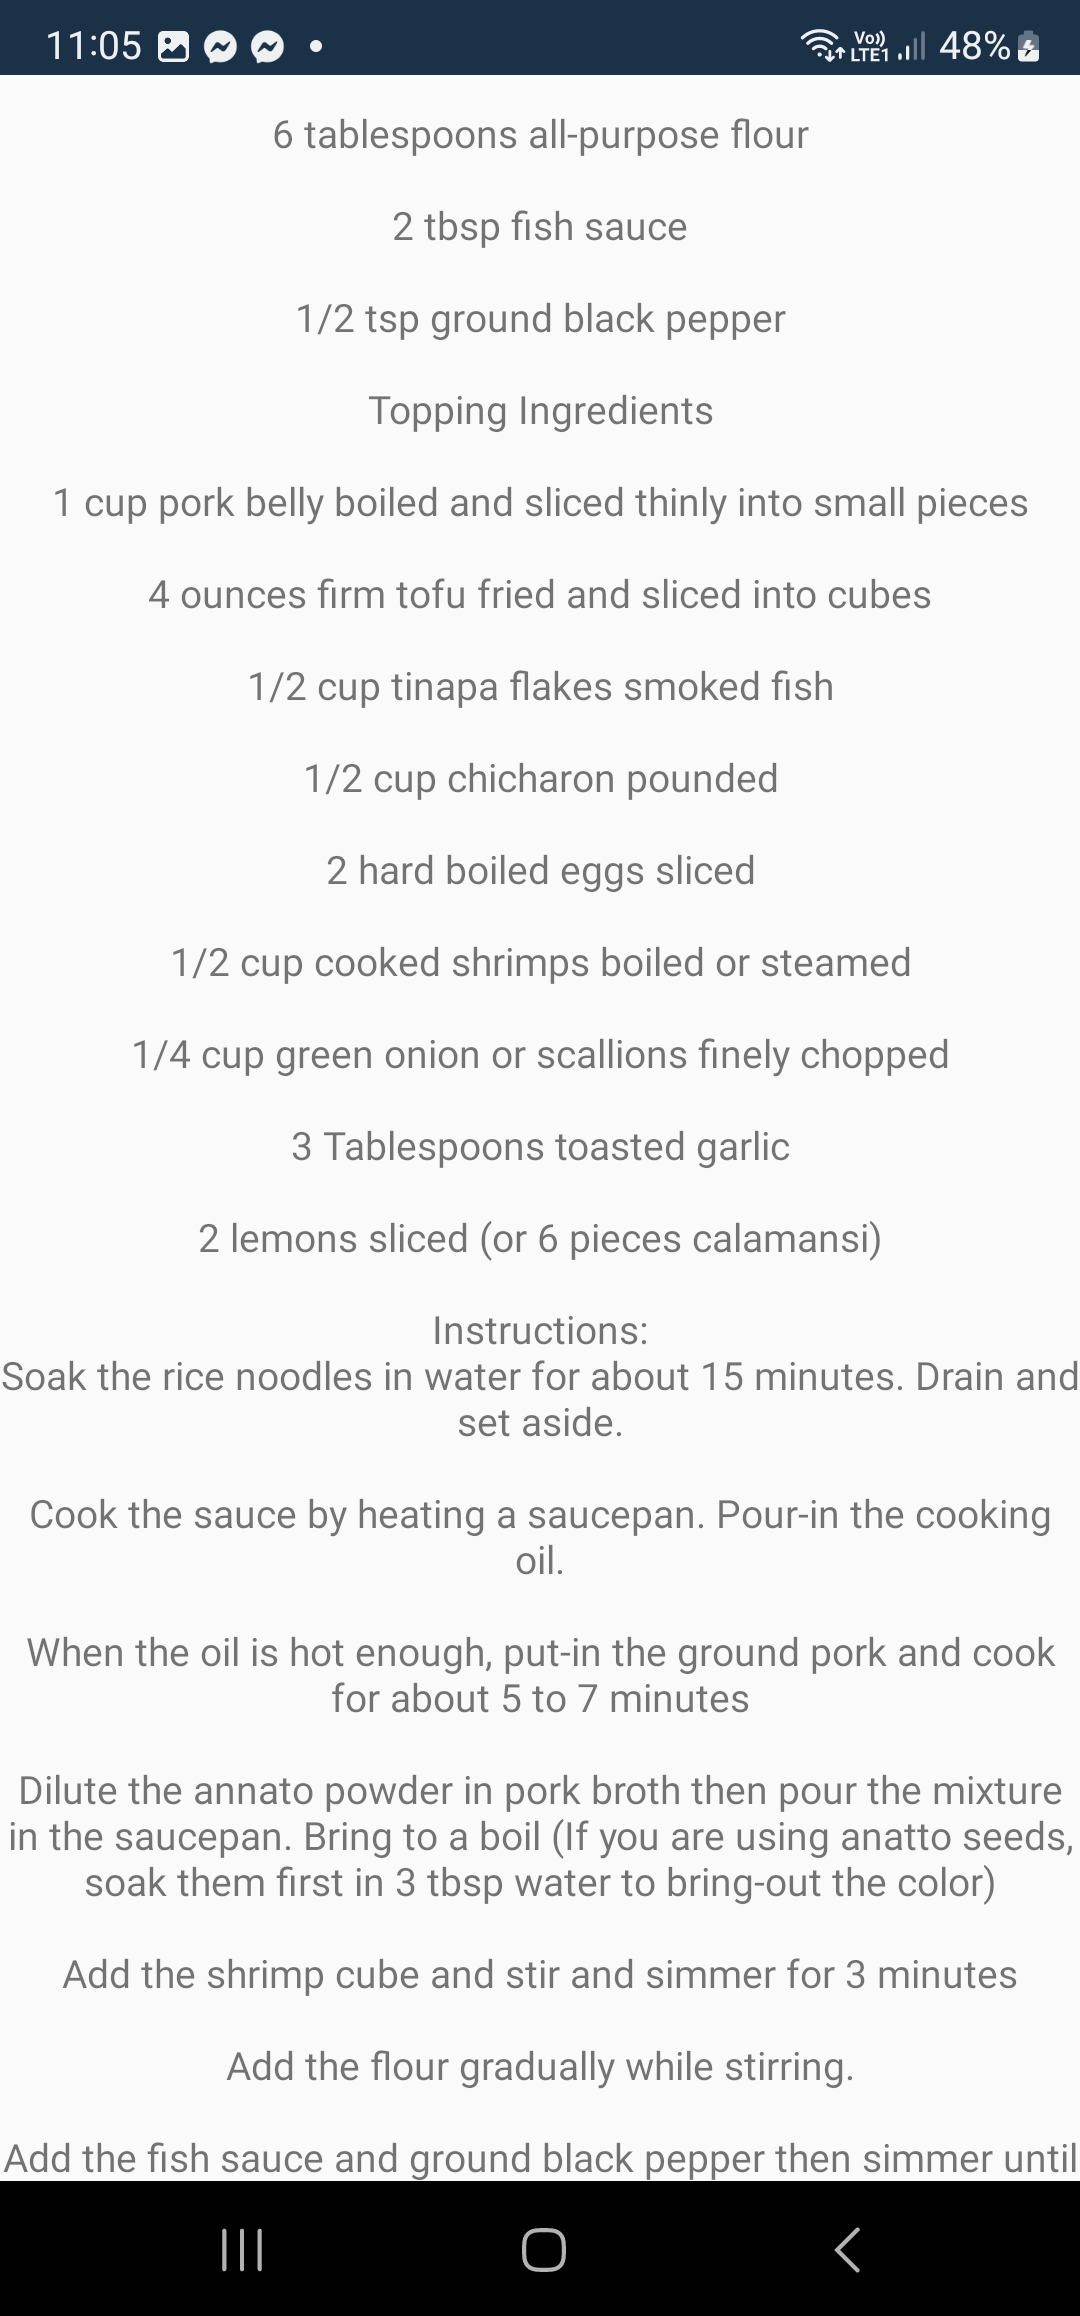 11:05 Vo)) LTE1 48%
6 tablespoons all-purpose flour
2 tbsp fish sauce
1/2 tsp ground black pepper
Topping Ingredients
1 cup pork belly boiled and sliced thinly into small pieces
4 ounces firm tofu fried and sliced into cubes
1/2 cup tinapa flakes smoked fish
1/2 cup chicharon pounded
2 hard boiled eggs sliced
1/2 cup cooked shrimps boiled or steamed
1/4 cup green onion or scallions finely chopped
3 Tablespoons toasted garlic
2 lemons sliced (or 6 pieces calamansi)
Instructions:
Soak the rice noodles in water for about 15 minutes. Drain and
set aside.
Cook the sauce by heating a saucepan. Pour-in the cooking
oil.
When the oil is hot enough, put-in the ground pork and cook
for about 5 to 7 minutes
Dilute the annato powder in pork broth then pour the mixture
in the saucepan. Bring to a boil (If you are using anatto seeds,
soak them first in 3 tbsp water to bring-out the color)
Add the shrimp cube and stir and simmer for 3 minutes
Add the flour gradually while stirring.
Add the fish sauce and ground black pepper then simmer until